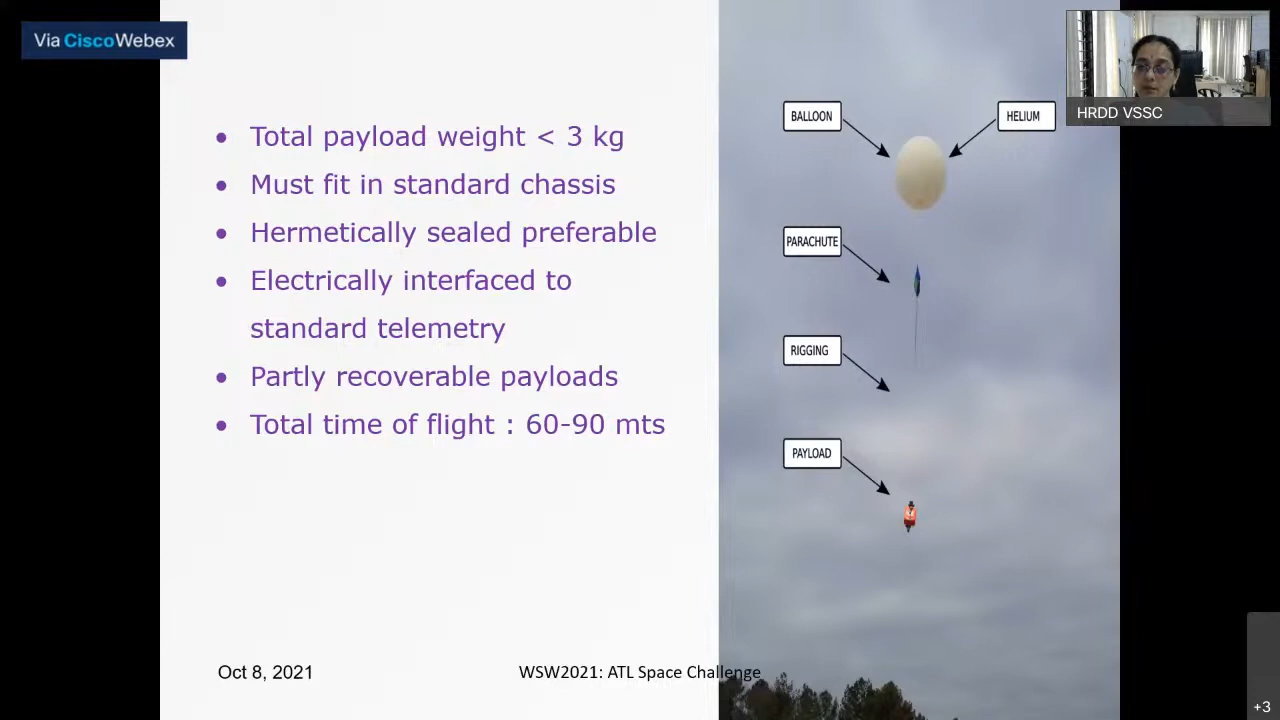 Via CiscoWebex
• Total payload weight < 3 kg
• Must fit in standard chassis
• Hermetically sealed preferable
• Electrically interfaced to
standard telemetry
• Partly recoverable payloads
• Total time of flight : 60-90 mts
BALLOON
HELIUM
PARACHUTE
RIGGING
PAYLOAD
HRDD VSSC
Oct 8, 2021
WSW2021: ATL Space Challenge
+3